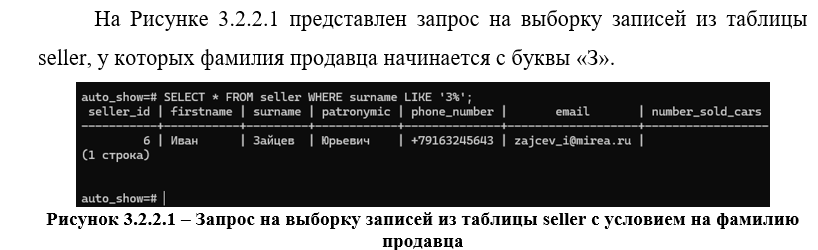 На Рисунке 3.2.2.1 представлен запрос на выборку записей из таблицы
seller, у которых фамилия продавца начинается с буквы «З».
auto_show=# SELECT * FROM seller WHERE surname LIKE 'З%';
seller_id | firstname | surname | patronymic | phone_number | email | number_sold_cars
-----------+-----------+---------+------------+--------------+--------------------+------------------
6 | Иван | Зайцев | Юрьевич | +79163245643 | zajcev_i@mirea.ru |
(1 строка)
auto_show=#
Рисунок 3.2.2.1 – Запрос на выборку записей из таблицы seller с условием на фамилию
продавца